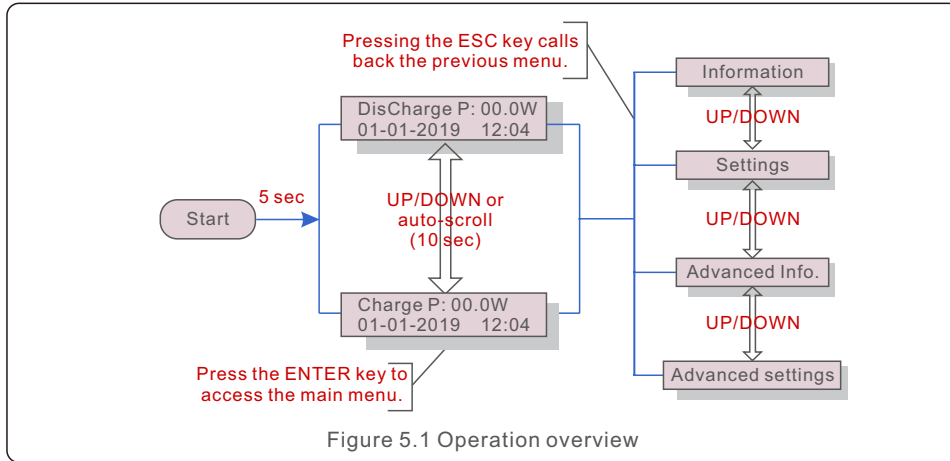 Pressing the ESC key calls
back the previous menu.
Information
DisCharge P: 00.0W
01-01-2019 12:04
UP/DOWN
Settings
5 sec
Start
UP/DOWN or
auto-scroll
(10 sec)
UP/DOWN
Advanced Info.
Charge P: 00.0W
01-01-2019 12:04
UP/DOWN
Press the ENTER key to
access the main menu.
Advanced settings
Figure 5.1 Operation overview